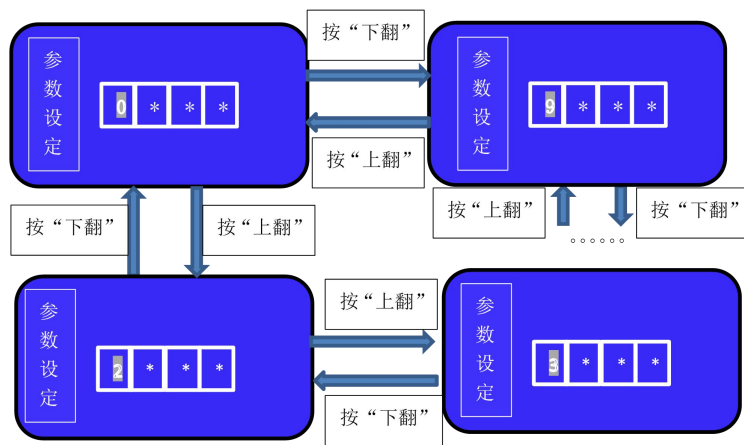 按“下翻”
参数设定
0 * * *
参数设定
9 * * *
按“上翻”
按“下翻”
按“上翻”
按“上翻”
按“下翻”
。。。。。。
参数设定
2 * * *
按“上翻”
参数设定
3 * * *
按“下翻”